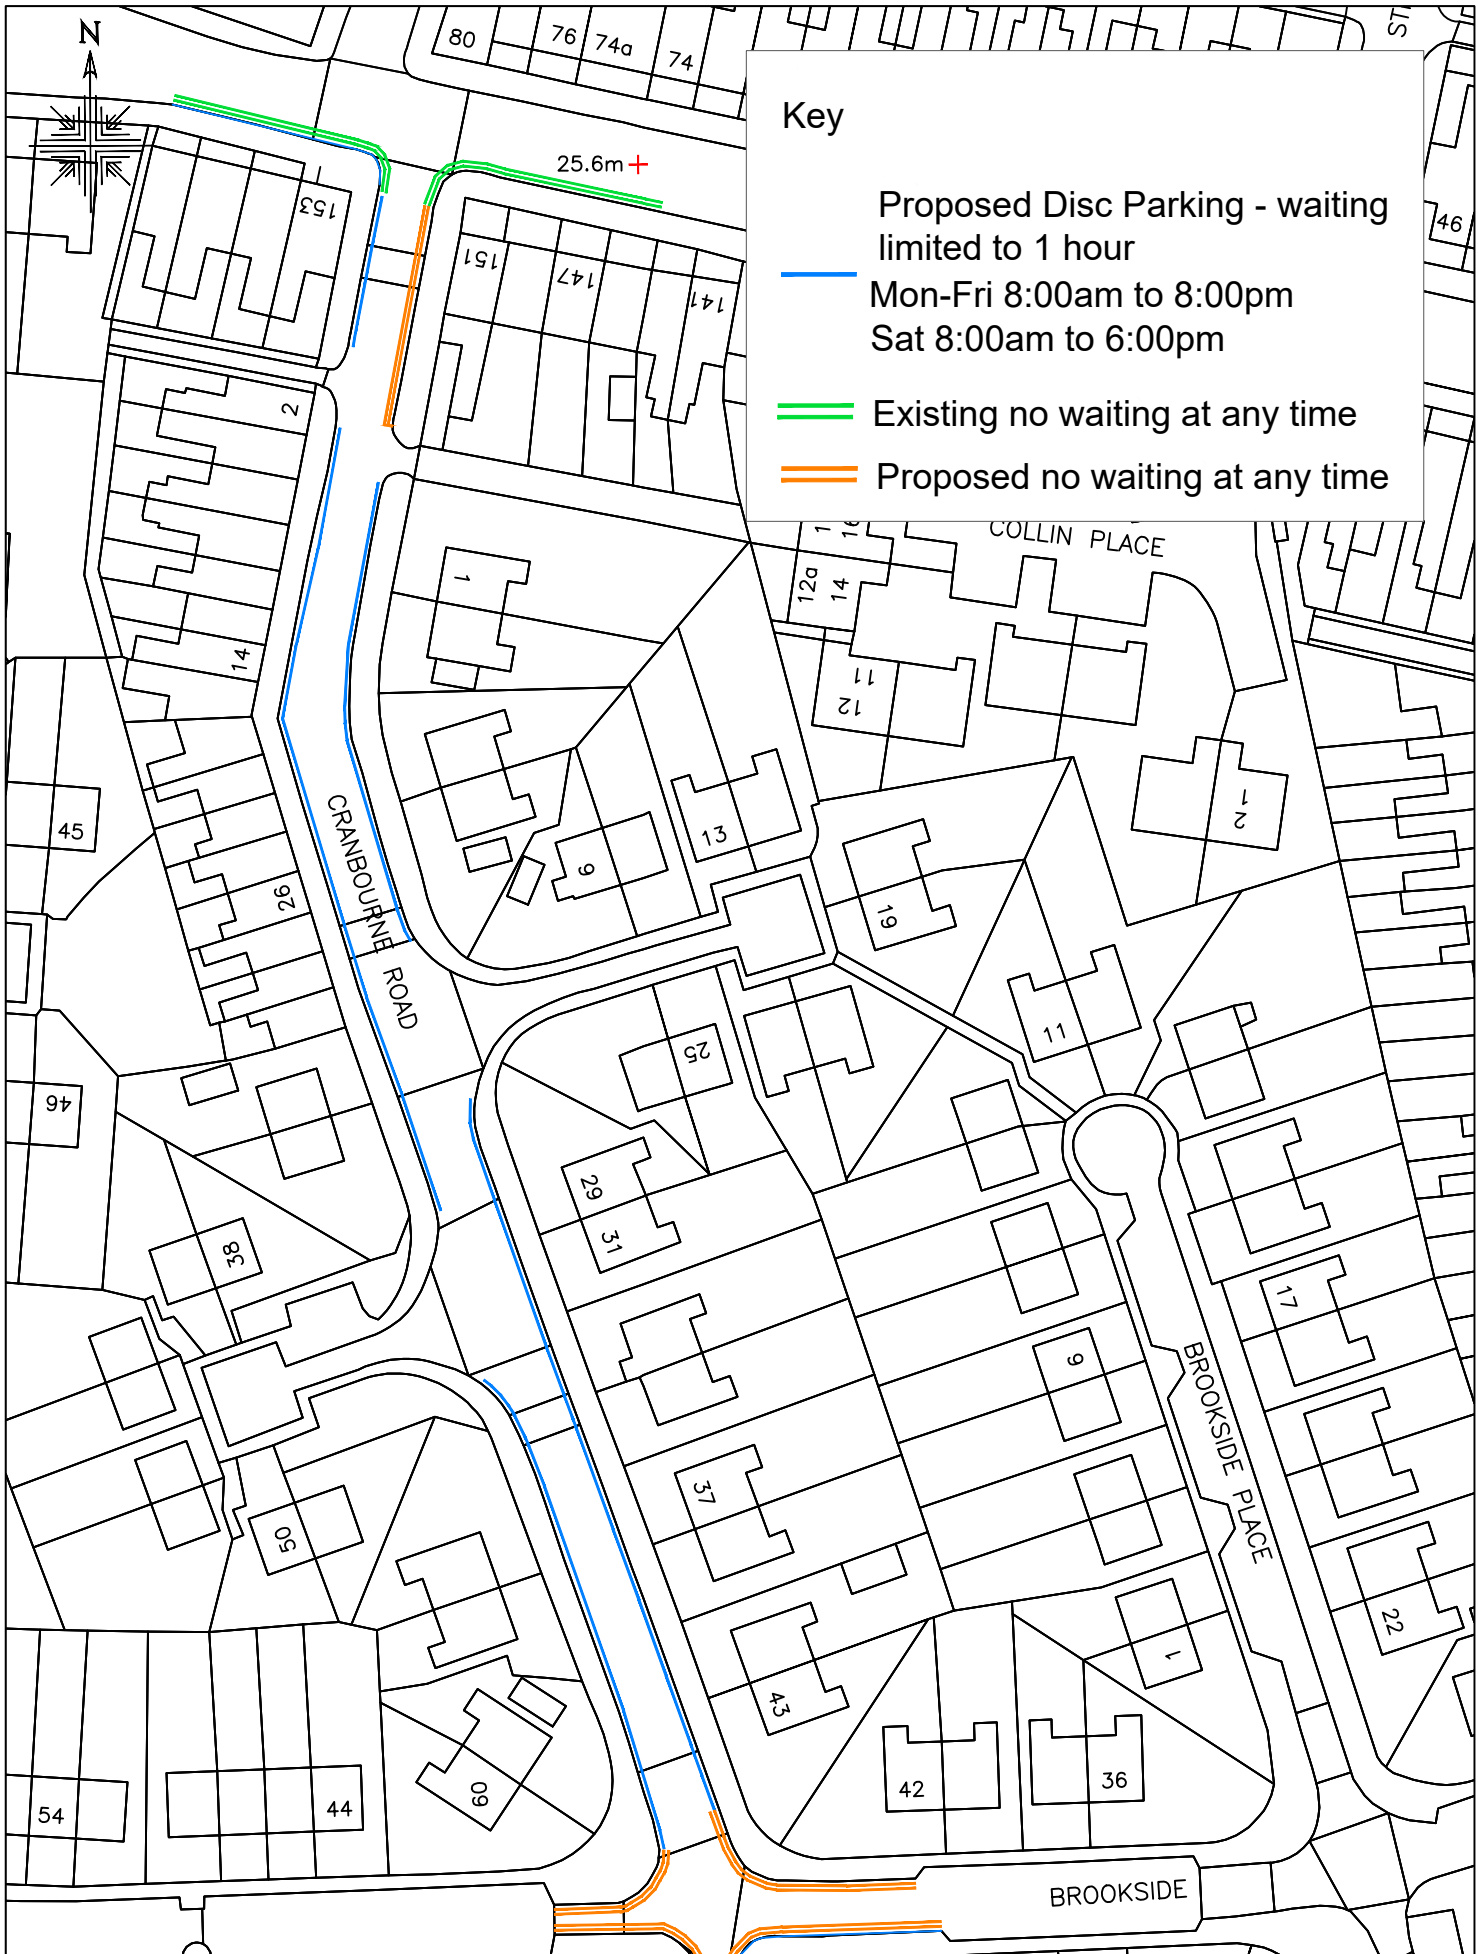 N
80
76
74a
74
25.6m
153
151
147
141
46
Key
Proposed Disc Parking - waiting
limited to 1 hour
Mon-Fri 8:00am to 8:00pm
Sat 8:00am to 6:00pm
Existing no waiting at any time
Proposed no waiting at any time
COLLIN PLACE
2
1
12a
14
11
12
14
1
2
45
CRANBOURNE ROAD
26
9
13
19
11
25
46
29
31
38
17
9
BROOKSIDE PLACE
37
50
22
1
43
60
42
36
54
44
BROOKSIDE